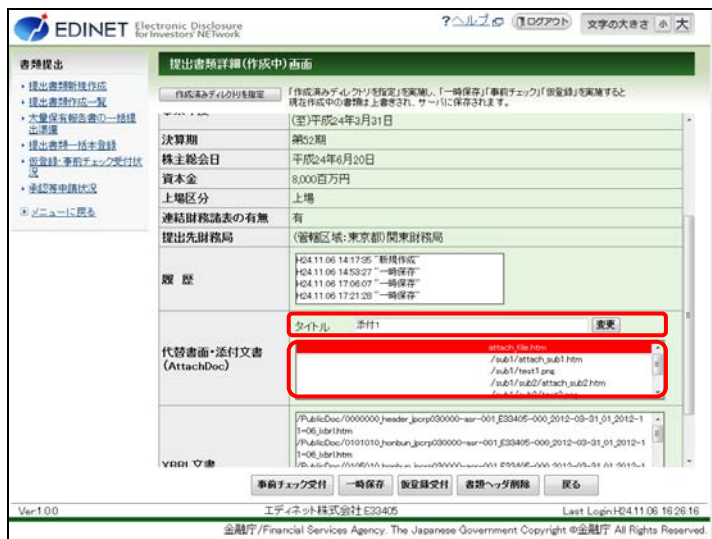 ?ヘルプ ログアウト 文字の大きさ 小 大
EDINET Electronic Disclosure for Investors' NETwork
書類提出
・提出書類新規作成
・提出書類作成一覧
・大量保有報告書の一括提出準備
・提出書類一括本登録
・仮登録・事前チェック受付状況
・承認等申請状況
メニューに戻る
提出書類詳細(作成中)画面
作成済みディレクトリを指定
「作成済みディレクトリを指定」を実施し、「一時保存」「事前チェック」「仮登録」を実施すると
現在作成中の書類は上書きされ、サーバに保存されます。
(至)平成24年3月31日
決算期 第52期
株主総会日 平成24年6月20日
資本金 8,000百万円
上場区分 上場
連結財務諸表の有無 有
提出先財務局 (管轄区域:東京都)関東財務局
履 歴
H24.11.06 14:17:35 "新規作成"
H24.11.06 14:53:27 "一時保存"
H24.11.06 17:06:07 "一時保存"
H24.11.06 17:21:28 "一時保存"
代替書面・添付文書
(AttachDoc)
タイトル 添付1 変更
attach_file.htm
/sub1/attach_sub1.htm
/sub1/test1.png
/sub1/sub2/attach_sub2.htm
XBRL文書
/PublicDoc/0000000_header_jpcrp030000-asr-001_E33405-000_2012-03-31_01_2012-1
1-06_ixbrl.htm
/PublicDoc/0101010_honbun_jpcrp030000-asr-001_E33405-000_2012-03-31_01_2012-1
1-06_ixbrl.htm
事前チェック受付 一時保存 仮登録受付 書類ヘッダ削除 戻る
Ver.1.0.0 エディネット株式会社:E33405 Last Login:H24.11.06 16:26:16
金融庁/Financial Services Agency. The Japanese Government Copyright ©金融庁 All Rights Reserved.